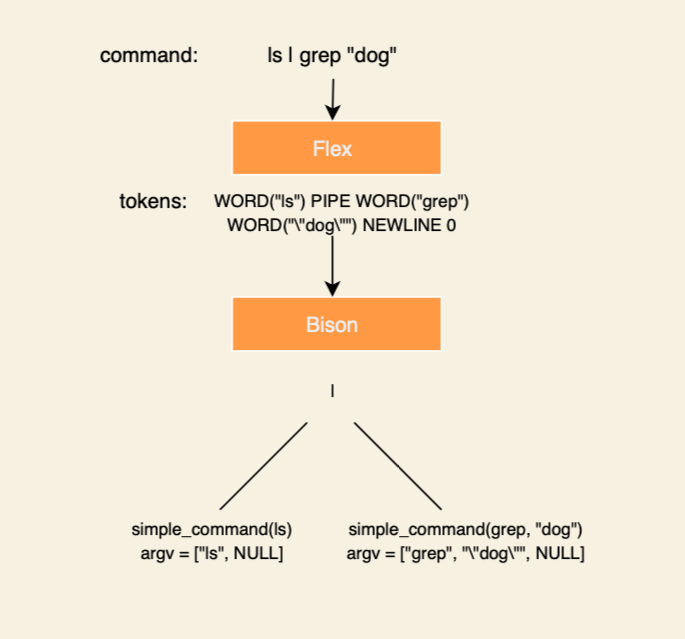 command: ls | grep "dog"
Flex
tokens: WORD("ls") PIPE WORD("grep")
WORD("\"dog\"") NEWLINE 0
Bison
|
simple_command(ls) simple_command(grep, "dog")
argv = ["ls", NULL] argv = ["grep", "\"dog\"", NULL]